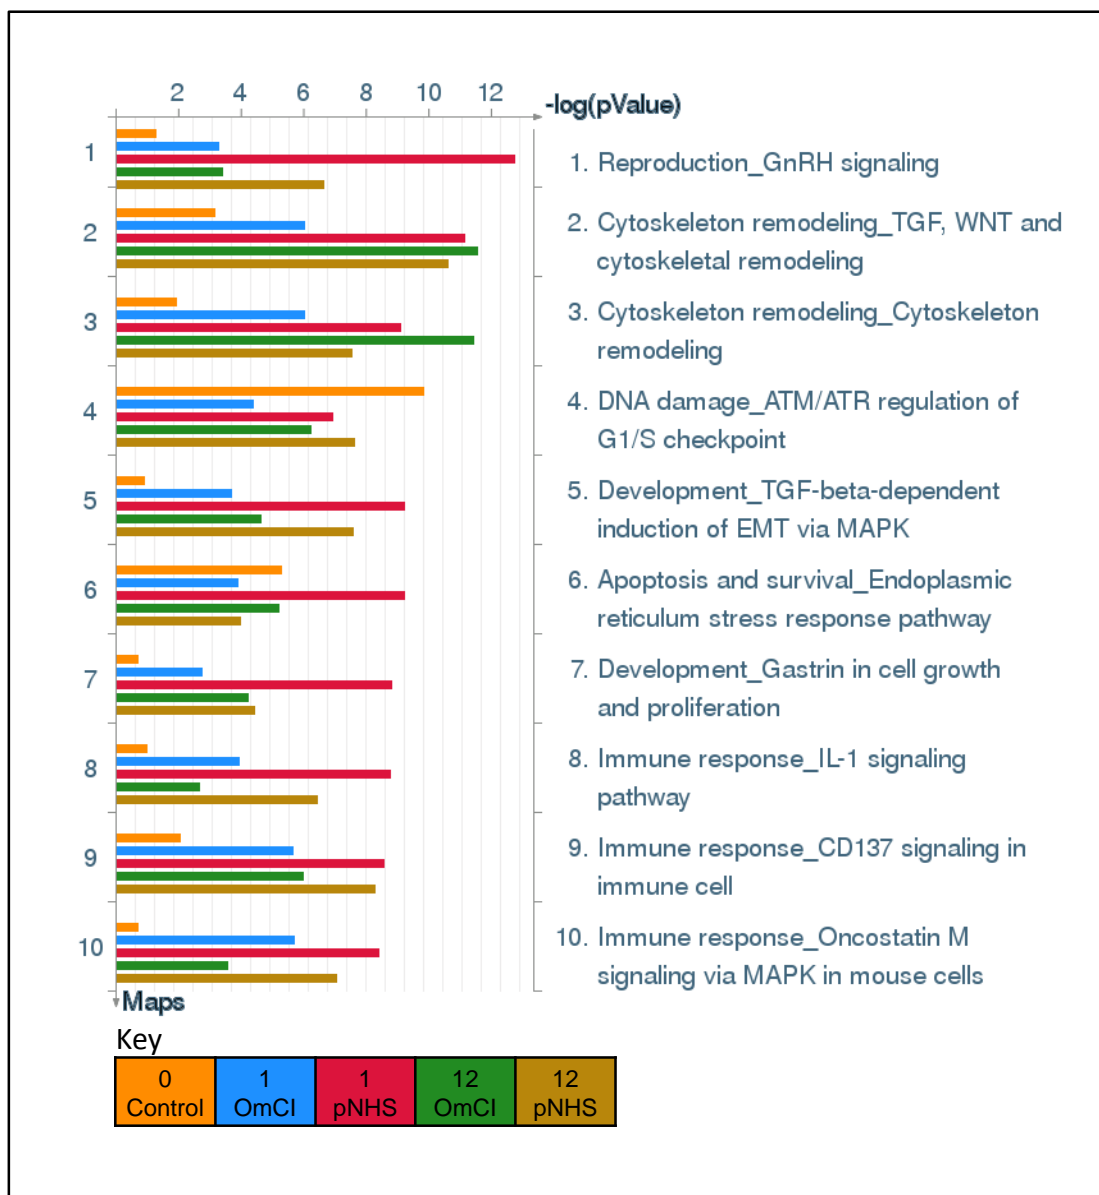 2 4 6 8 10 12
-log(pValue)
1
2
3
4
5
6
7
8
9
10
Maps
1. Reproduction_GnRH signaling
2. Cytoskeleton remodeling_TGF, WNT and
cytoskeletal remodeling
3. Cytoskeleton remodeling_Cytoskeleton
remodeling
4. DNA damage_ATM/ATR regulation of
G1/S checkpoint
5. Development_TGF-beta-dependent
induction of EMT via MAPK
6. Apoptosis and survival_Endoplasmic
reticulum stress response pathway
7. Development_Gastrin in cell growth
and proliferation
8. Immune response_IL-1 signaling
pathway
9. Immune response_CD137 signaling in
immune cell
10. Immune response_Oncostatin M
signaling via MAPK in mouse cells
Key
0 1 1 12 12
Control OmCI pNHS OmCI pNHS